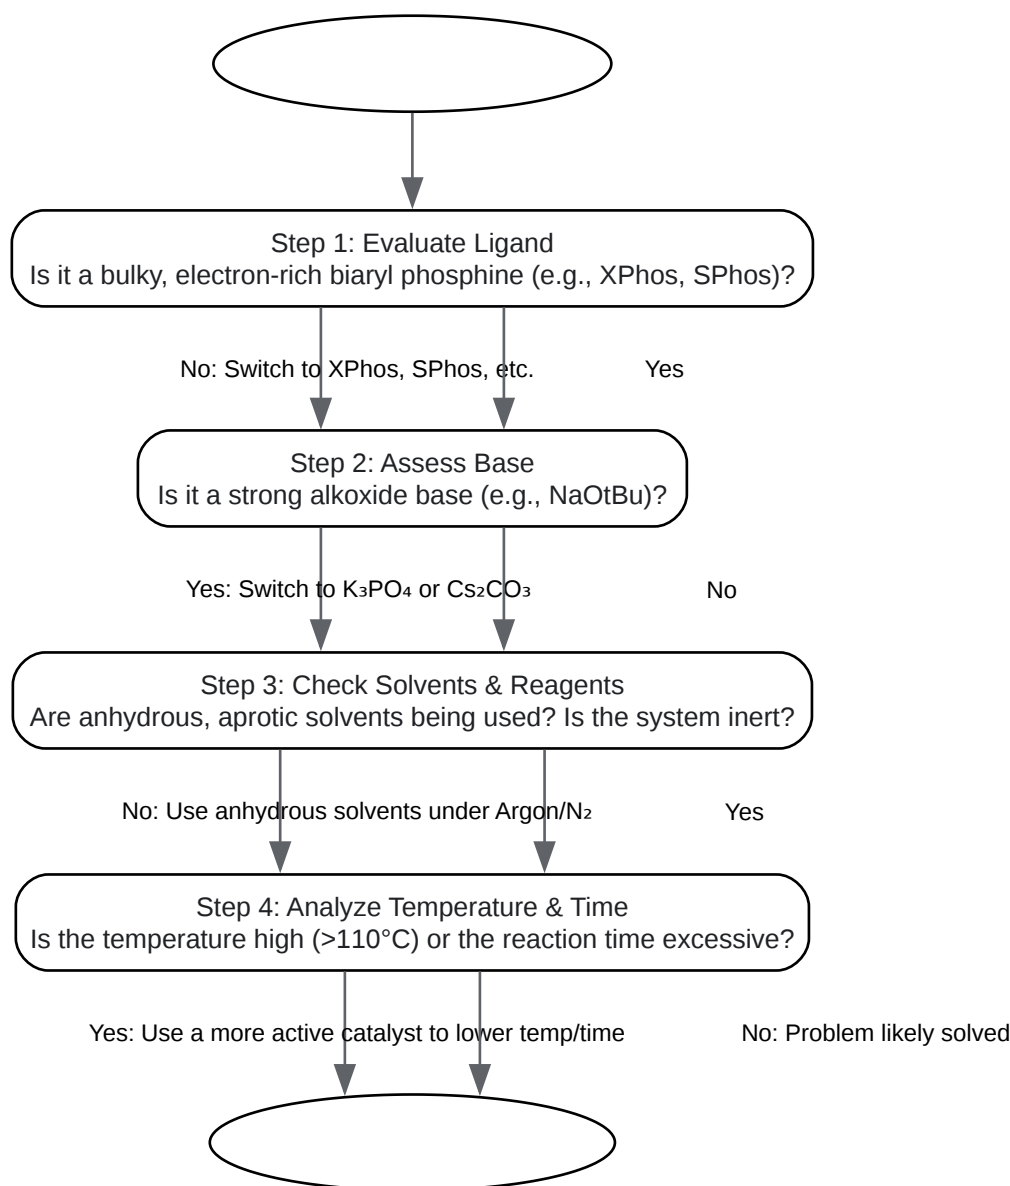 Step 1: Evaluate Ligand
Is it a bulky, electron-rich biaryl phosphine (e.g., XPhos, SPhos)?
No: Switch to XPhos, SPhos, etc.
Yes
Step 2: Assess Base
Is it a strong alkoxide base (e.g., NaOtBu)?
Yes: Switch to K₃PO₄ or Cs₂CO₃
No
Step 3: Check Solvents & Reagents
Are anhydrous, aprotic solvents being used? Is the system inert?
No: Use anhydrous solvents under Argon/N₂
Yes
Step 4: Analyze Temperature & Time
Is the temperature high (>110°C) or the reaction time excessive?
Yes: Use a more active catalyst to lower temp/time
No: Problem likely solved